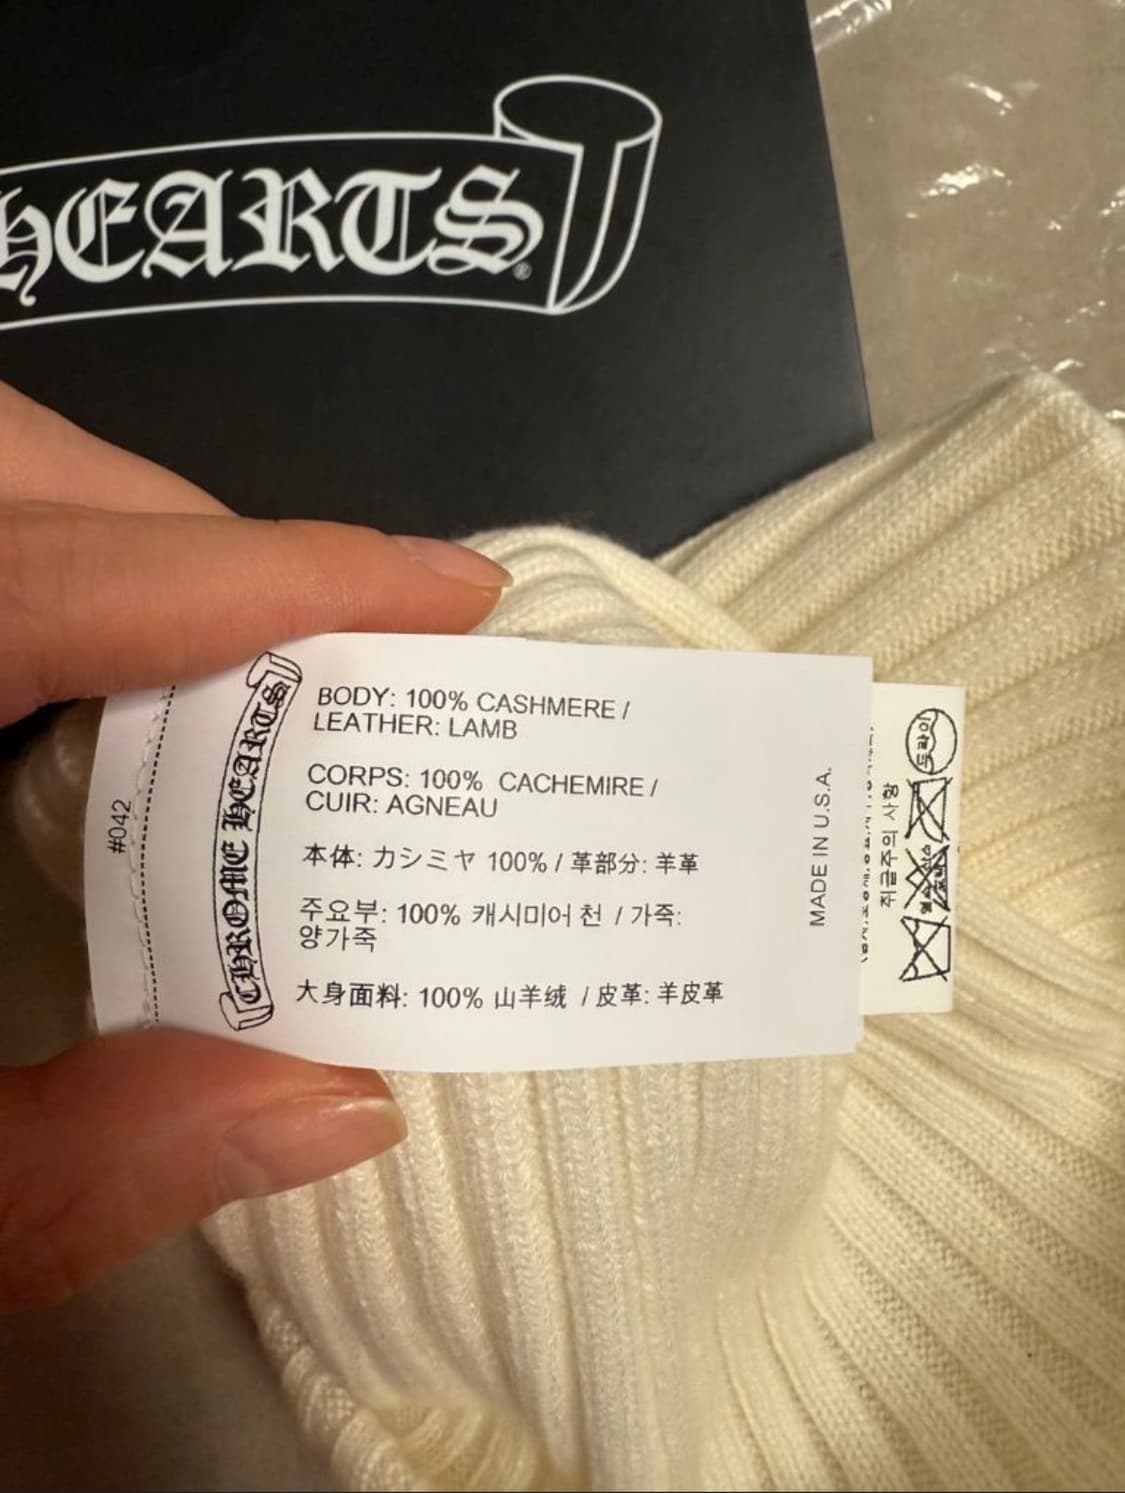 HEARTS®
#042
CHROME HEARTS
BODY: 100% CASHMERE /
LEATHER: LAMB
CORPS: 100% CACHEMIRE /
CUIR: AGNEAU
本体: カシミヤ 100% / 革部分: 羊革
주요부: 100% 캐시미어 천 / 가죽:
양가죽
大身面料: 100% 山羊绒 / 皮革: 羊皮革
MADE IN U.S.A.
취급주의 사항
드라이